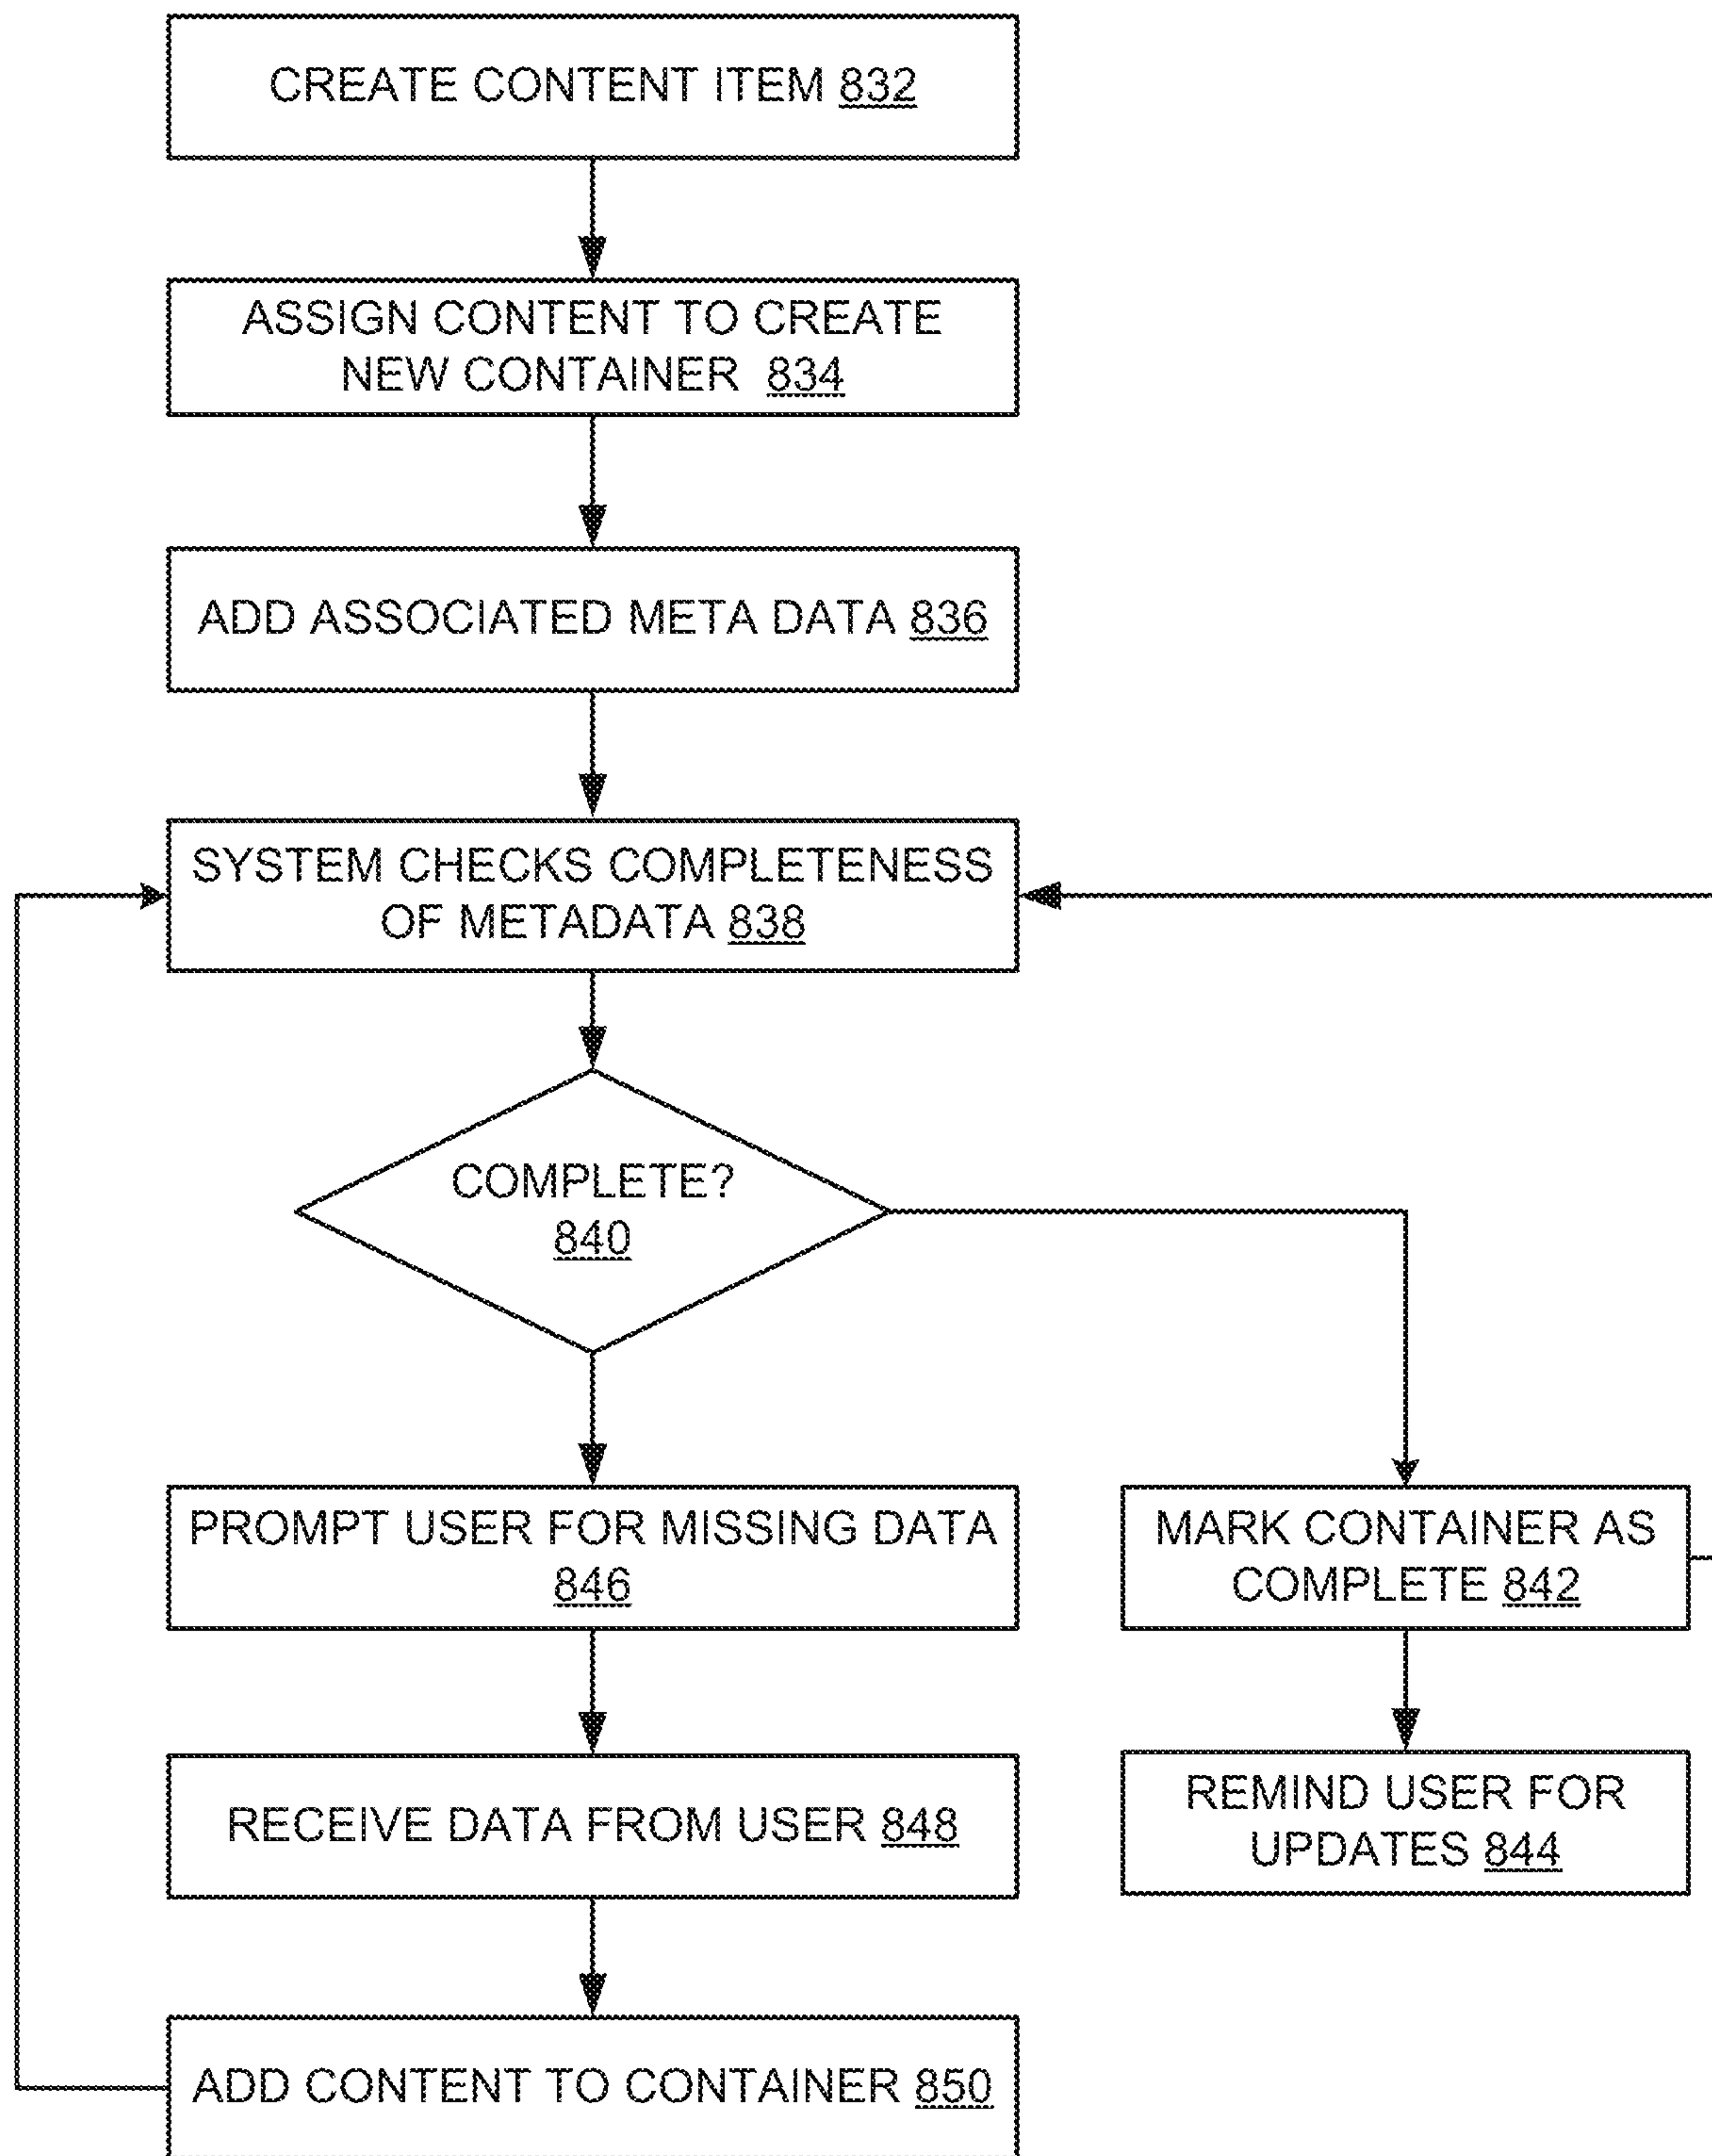 CREATE CONTENT ITEM 832
ASSIGN CONTENT TO CREATE
NEW CONTAINER 834
ADD ASSOCIATED META DATA 836
SYSTEM CHECKS COMPLETENESS
OF METADATA 838
COMPLETE?
840
PROMPT USER FOR MISSING DATA
846
MARK CONTAINER AS
COMPLETE 842
RECEIVE DATA FROM USER 848
REMIND USER FOR
UPDATES 844
ADD CONTENT TO CONTAINER 850